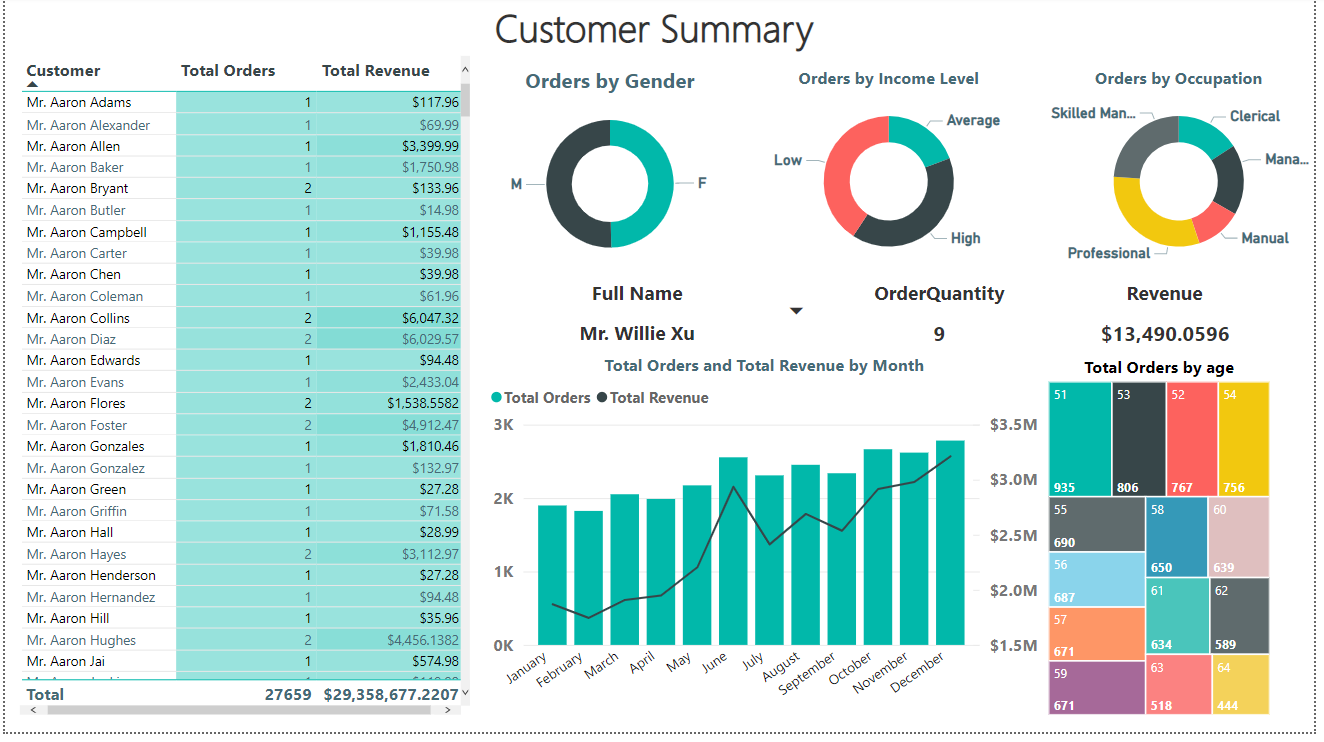 Customer Summary
Customer Total Orders Total Revenue
Mr. Aaron Adams 1 $117.96
Mr. Aaron Alexander 1 $69.99
Mr. Aaron Allen 1 $3,399.99
Mr. Aaron Baker 1 $1,750.98
Mr. Aaron Bryant 2 $133.96
Mr. Aaron Butler 1 $14.98
Mr. Aaron Campbell 1 $1,155.48
Mr. Aaron Carter 1 $39.98
Mr. Aaron Chen 1 $39.98
Mr. Aaron Coleman 1 $61.96
Mr. Aaron Collins 2 $6,047.32
Mr. Aaron Diaz 2 $6,029.57
Mr. Aaron Edwards 1 $94.48
Mr. Aaron Evans 1 $2,433.04
Mr. Aaron Flores 2 $1,538.5582
Mr. Aaron Foster 2 $4,912.47
Mr. Aaron Gonzales 1 $1,810.46
Mr. Aaron Gonzalez 1 $132.97
Mr. Aaron Green 1 $27.28
Mr. Aaron Griffin 1 $71.58
Mr. Aaron Hall 1 $28.99
Mr. Aaron Hayes 2 $3,112.97
Mr. Aaron Henderson 1 $27.28
Mr. Aaron Hernandez 1 $94.48
Mr. Aaron Hill 1 $35.96
Mr. Aaron Hughes 2 $4,456.1382
Mr. Aaron Jai 1 $574.98
Total 27659 $29,358,677.2207
Orders by Gender
M F
Orders by Income Level
Average
Low
High
Orders by Occupation
Skilled Man... Clerical
Mana...
Manual
Professional
Full Name OrderQuantity Revenue
Mr. Willie Xu 9 $13,490.0596
Total Orders and Total Revenue by Month
Total Orders Total Revenue
3K $3.5M
$3.0M
2K
$2.5M
1K
$2.0M
0K $1.5M
January February March April May June July August September October November December
Total Orders by age
51 53 52 54
935 806 767 756
55 58 60
690
56
650 639
687
61 62
57
634 589
671
59 63 64
671 518 444